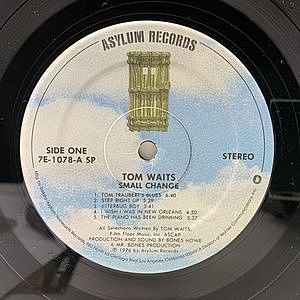 ASYLUM RECORDS
SIDE ONE
7E-1078-A SP
STEREO
TOM WAITS
SMALL CHANGE
1. TOM TRAUBERT'S BLUES 6:40
2. STEP RIGHT UP 5:39
3. JITTERBUG BOY 3:41
4. I WISH I WAS IN NEW ORLEANS 4:50
5. THE PIANO HAS BEEN DRINKING 3:37
All Selections Written By TOM WAITS
Fifth Floor Music Inc. ASCAP
PRODUCTION AND SOUND BY BONES HOWE
A MR. BONES PRODUCTION
℗ 1976 by Asylum Records